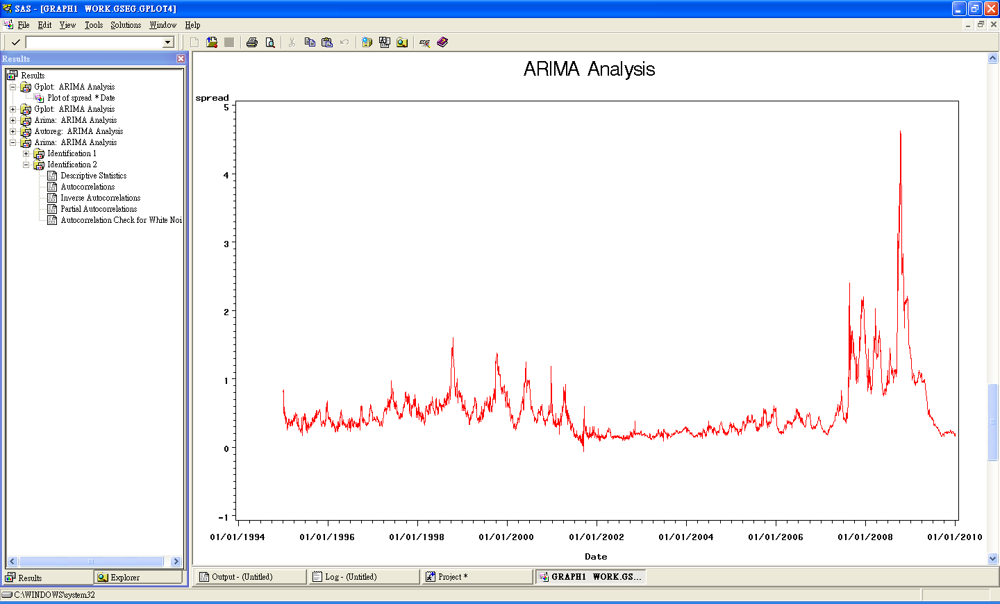 SAS - [GRAPH1 WORK.GSEG.GPLOT4]
File Edit View Tools Solutions Window Help
Results
Results
Gplot: ARIMA Analysis
Plot of spread * Date
Gplot: ARIMA Analysis
Arima: ARIMA Analysis
Autoreg: ARIMA Analysis
Arima: ARIMA Analysis
Identification 1
Identification 2
Descriptive Statistics
Autocorrelations
Inverse Autocorrelations
Partial Autocorrelations
Autocorrelation Check for White Noi
Results Explorer
ARIMA Analysis
spread
5
4
3
2
1
0
-1
01/01/1994 01/01/1996 01/01/1998 01/01/2000 01/01/2002 01/01/2004 01/01/2006 01/01/2008 01/01/2010
Date
Output - (Untitled) Log - (Untitled) Project * GRAPH1 WORK.GS...
C:\WINDOWS\system32